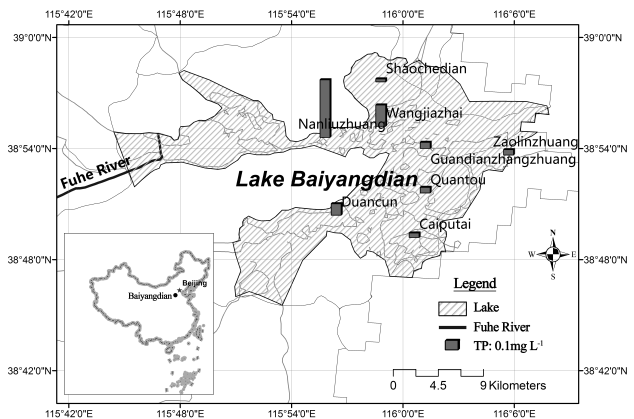 115°42'0"E 115°48'0"E 115°54'0"E 116°0'0"E 116°6'0"E
39°0'0"N 39°0'0"N
Shaochedian
Wangjiazhai
Nanliuzhuang
38°54'0"N 38°54'0"N
Zaolinzhuang
Guandianzhangzhuang
Fuhe River
Lake Baiyangdian
Quantou
Duancun
Caiputai
38°48'0"N 38°48'0"N
N
W E
S
Beijing
Baiyangdian
Legend
Lake
Fuhe River
TP: 0.1mg L-1
38°42'0"N 38°42'0"N
0 4.5 9 Kilometers
115°42'0"E 115°48'0"E 115°54'0"E 116°0'0"E 116°6'0"E